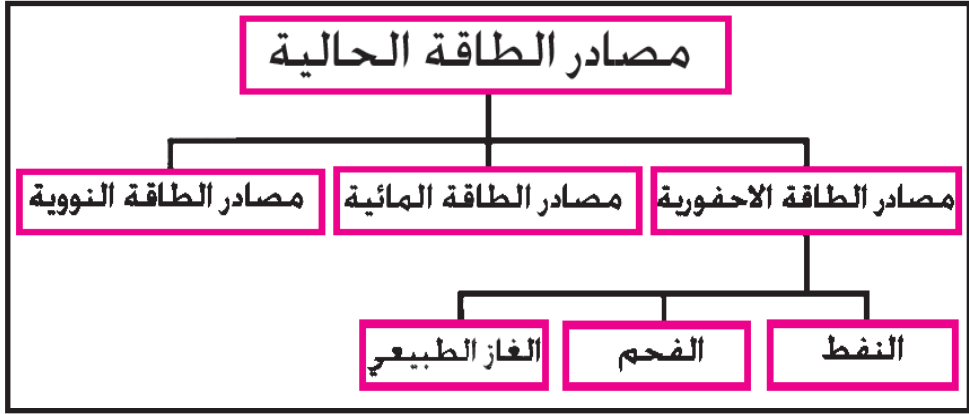 مصادر الطاقة الحالية
مصادر الطاقة الاحفورية
مصادر الطاقة المائية
مصادر الطاقة النووية
النفط
الفحم
الغاز الطبيعي